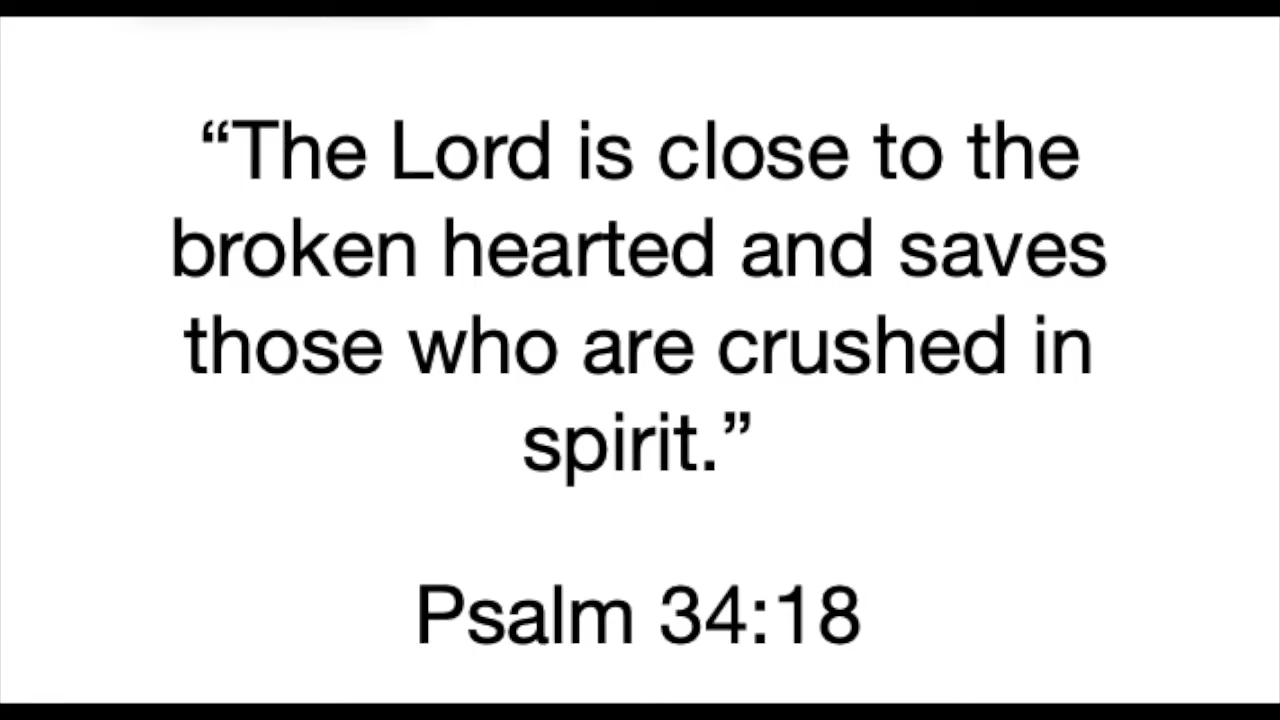 “The Lord is close to the
broken hearted and saves
those who are crushed in
spirit.”
Psalm 34:18